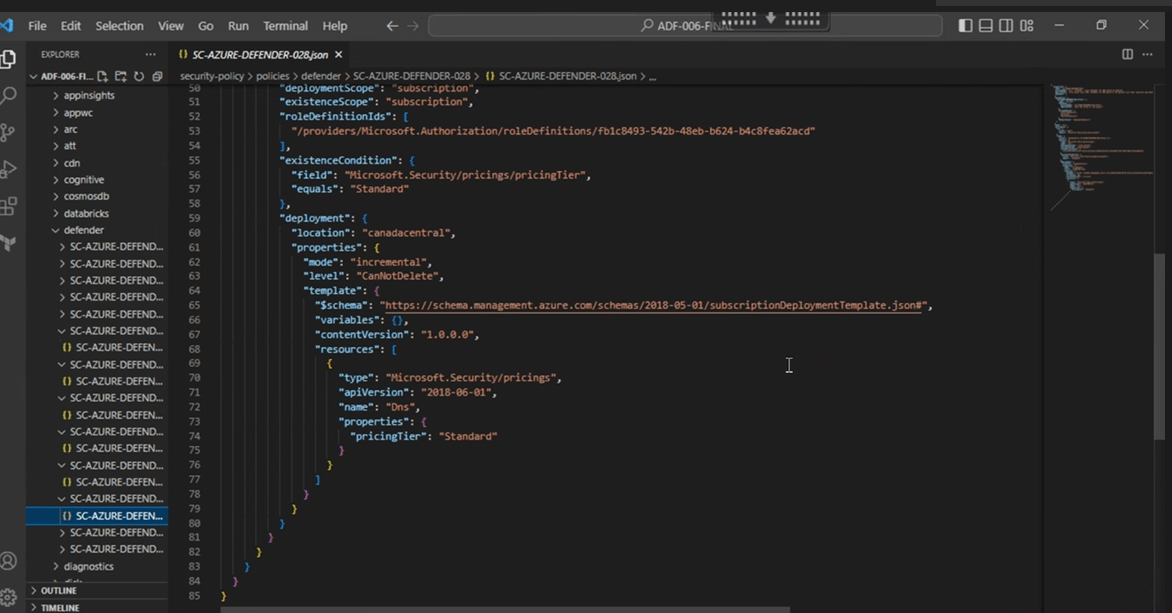 File Edit Selection View Go Run Terminal Help
ADF-006-FINAL
EXPLORER
SC-AZURE-DEFENDER-028.json
ADF-006-FI...
security-policy > policies > defender > SC-AZURE-DEFENDER-028 > {} SC-AZURE-DEFENDER-028.json > ...
appinsights
appwc
arc
att
cdn
cognitive
cosmosdb
databricks
defender
SC-AZURE-DEFEND...
SC-AZURE-DEFEND...
SC-AZURE-DEFEND...
SC-AZURE-DEFEND...
SC-AZURE-DEFEND...
SC-AZURE-DEFEND...
{} SC-AZURE-DEFEN...
SC-AZURE-DEFEND...
{} SC-AZURE-DEFEN...
SC-AZURE-DEFEND...
{} SC-AZURE-DEFEN...
SC-AZURE-DEFEND...
{} SC-AZURE-DEFEN...
SC-AZURE-DEFEND...
{} SC-AZURE-DEFEN...
SC-AZURE-DEFEND...
{} SC-AZURE-DEFEN...
SC-AZURE-DEFEND...
SC-AZURE-DEFEND...
diagnostics
OUTLINE
TIMELINE
50 "deploymentScope": "subscription",
51 "existenceScope": "subscription",
52 "roleDefinitionIds": [
53 "/providers/Microsoft.Authorization/roleDefinitions/fb1c8493-542b-48eb-b624-b4c8fea62acd"
54 ],
55 "existenceCondition": {
56 "field": "Microsoft.Security/pricings/pricingTier",
57 "equals": "Standard"
58 },
59 "deployment": {
60 "location": "canadacentral",
61 "properties": {
62 "mode": "incremental",
63 "level": "CanNotDelete",
64 "template": {
65 "$schema": "https://schema.management.azure.com/schemas/2018-05-01/subscriptionDeploymentTemplate.json#",
66 "variables": {},
67 "contentVersion": "1.0.0.0",
68 "resources": [
69 {
70 "type": "Microsoft.Security/pricings",
71 "apiVersion": "2018-06-01",
72 "name": "Dns",
73 "properties": {
74 "pricingTier": "Standard"
75 }
76 }
77 ]
78 }
79 }
80 }
81 }
82 }
83 }
84 }
85 }